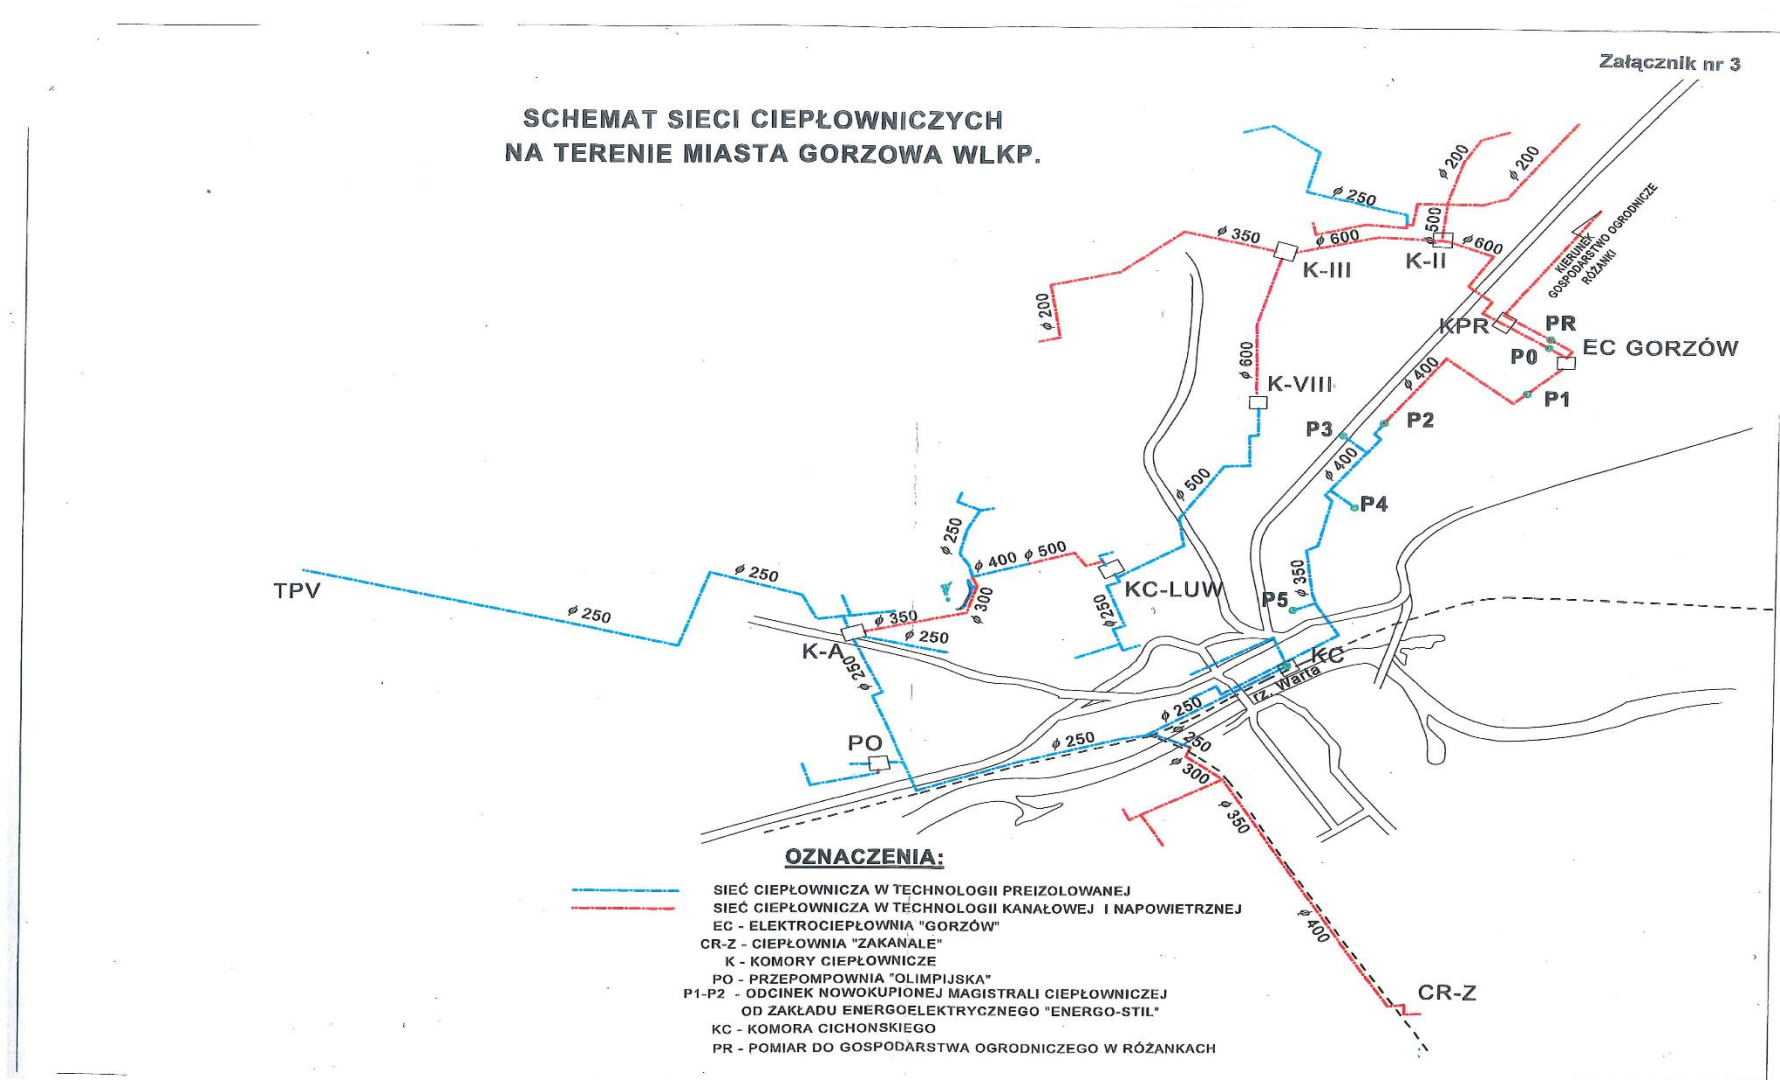 Załącznik nr 3
SCHEMAT SIECI CIEPŁOWNICZYCH
NA TERENIE MIASTA GORZOWA WLKP.
ϕ 200
ϕ 200
ϕ 250
ϕ 500
ϕ 350
ϕ 600
ϕ 600
K-III
K-II
KIERUNEK
GOSPODARSTWO OGRODNICZE
RÓŻANKI
ϕ 200
KPR
PR
P0
EC GORZÓW
ϕ 600
ϕ 400
K-VIII
P1
P2
P3
ϕ 400
ϕ 500
P4
ϕ 250
ϕ 400
ϕ 500
TPV
ϕ 250
ϕ 250
ϕ 300
KC-LUW
ϕ 250
ϕ 350
P5
ϕ 350
ϕ 250
K-A
ϕ 250
KC
rz. Warta
ϕ 250
PO
ϕ 250
ϕ 250
ϕ 300
ϕ 350
ϕ 400
CR-Z
OZNACZENIA:
SIEĆ CIEPŁOWNICZA W TECHNOLOGII PREIZOLOWANEJ
SIEĆ CIEPŁOWNICZA W TECHNOLOGII KANAŁOWEJ I NAPOWIETRZNEJ
EC - ELEKTROCIEPŁOWNIA "GORZÓW"
CR-Z - CIEPŁOWNIA "ZAKANALE"
K - KOMORY CIEPŁOWNICZE
PO - PRZEPOMPOWNIA "OLIMPIJSKA"
P1-P2 - ODCINEK NOWOKUPIONEJ MAGISTRALI CIEPŁOWNICZEJ
OD ZAKŁADU ENERGOELEKTRYCZNEGO "ENERGO-STIL"
KC - KOMORA CICHONSKIEGO
PR - POMIAR DO GOSPODARSTWA OGRODNICZEGO W RÓŻANKACH